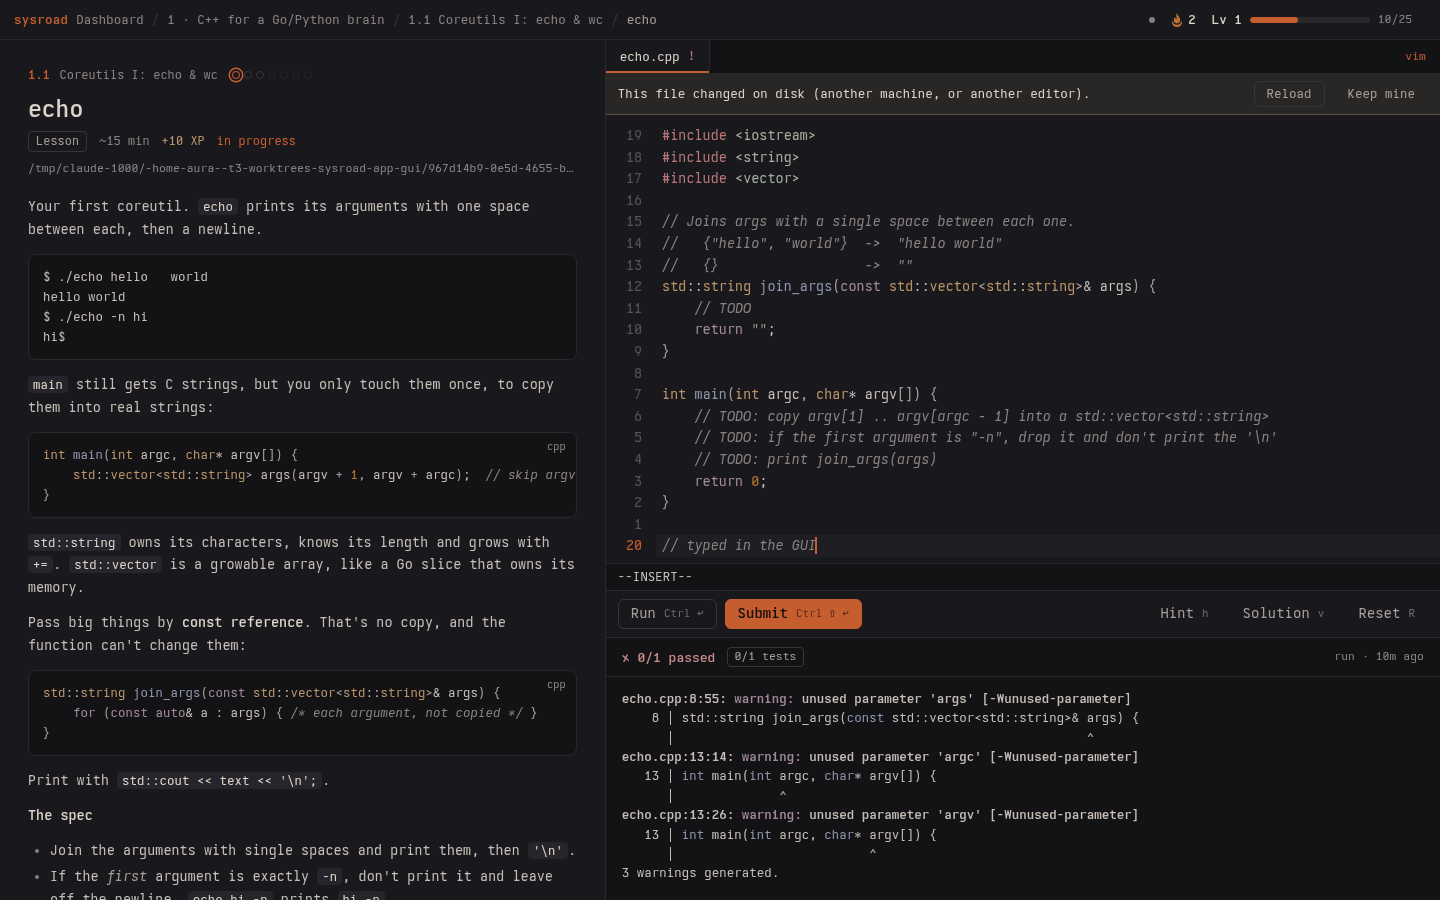 sysroad Dashboard / 1 · C++ for a Go/Python brain / 1.1 Coreutils I: echo & wc / echo
2 Lv 1 10/25
1.1 Coreutils I: echo & wc
echo
Lesson ~15 min +10 XP in progress
/tmp/claude-1000/-home-aura--t3-worktrees-sysroad-app-gui/967d14b9-0e5d-4655-b…
Your first coreutil. echo prints its arguments with one space
between each, then a newline.
$ ./echo hello   world
hello world
$ ./echo -n hi
hi$
main still gets C strings, but you only touch them once, to copy
them into real strings:
cpp
int main(int argc, char* argv[]) {
    std::vector<std::string> args(argv + 1, argv + argc);  // skip argv
}
std::string owns its characters, knows its length and grows with
+=. std::vector is a growable array, like a Go slice that owns its
memory.
Pass big things by const reference. That's no copy, and the
function can't change them:
cpp
std::string join_args(const std::vector<std::string>& args) {
    for (const auto& a : args) { /* each argument, not copied */ }
}
Print with std::cout << text << '\n';.
The spec
• Join the arguments with single spaces and print them, then '\n'.
• If the first argument is exactly -n, don't print it and leave
off the newline. echo hi -n prints hi -n
echo.cpp !
vim
This file changed on disk (another machine, or another editor). Reload Keep mine
19 #include <iostream>
18 #include <string>
17 #include <vector>
16
15 // Joins args with a single space between each one.
14 //   {"hello", "world"}  ->  "hello world"
13 //   {}                  ->  ""
12 std::string join_args(const std::vector<std::string>& args) {
11     // TODO
10     return "";
9 }
8
7 int main(int argc, char* argv[]) {
6     // TODO: copy argv[1] .. argv[argc - 1] into a std::vector<std::string>
5     // TODO: if the first argument is "-n", drop it and don't print the '\n'
4     // TODO: print join_args(args)
3     return 0;
2 }
1
20 // typed in the GUI
--INSERT--
Run Ctrl ↵ Submit Ctrl ⇧ ↵ Hint h Solution v Reset R
✗ 0/1 passed 0/1 tests run · 10m ago
echo.cpp:8:55: warning: unused parameter 'args' [-Wunused-parameter]
    8 | std::string join_args(const std::vector<std::string>& args) {
      |                                                       ^
echo.cpp:13:14: warning: unused parameter 'argc' [-Wunused-parameter]
   13 | int main(int argc, char* argv[]) {
      |              ^
echo.cpp:13:26: warning: unused parameter 'argv' [-Wunused-parameter]
   13 | int main(int argc, char* argv[]) {
      |                          ^
3 warnings generated.